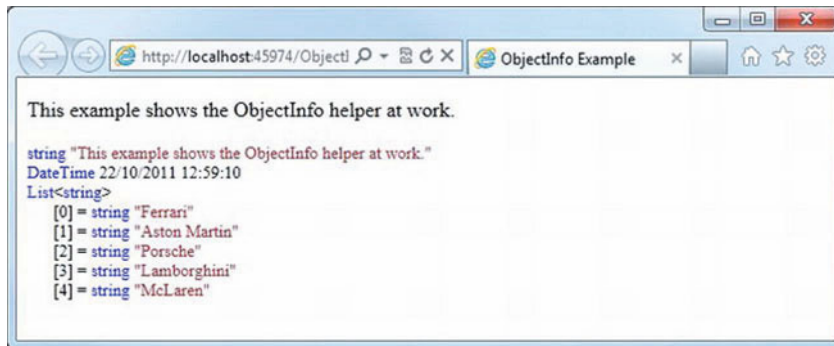 http://localhost:45974/ObjectI
ObjectInfo Example
This example shows the ObjectInfo helper at work.
string "This example shows the ObjectInfo helper at work."
DateTime 22/10/2011 12:59:10
List<string>
[0] = string "Ferrari"
[1] = string "Aston Martin"
[2] = string "Porsche"
[3] = string "Lamborghini"
[4] = string "McLaren"